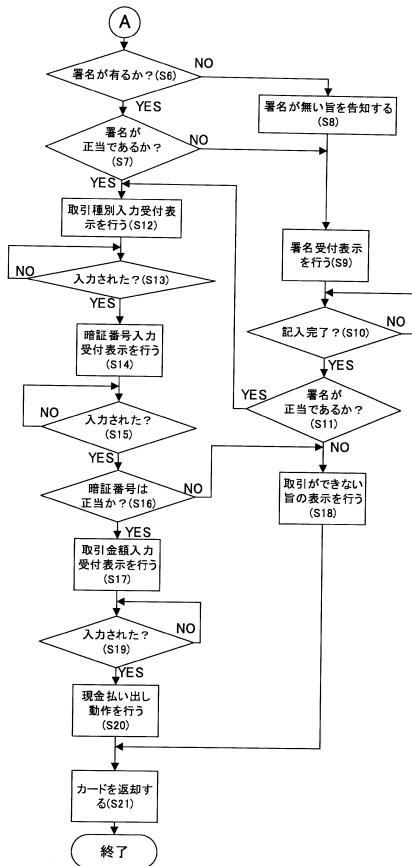 A
署名が有るか？(S6)
NO
YES
署名が無い旨を告知する
(S8)
署名が
正当であるか？
(S7)
NO
YES
取引種別入力受付表
示を行う(S12)
署名受付表示
を行う(S9)
NO
入力された？(S13)
YES
記入完了？(S10)
NO
YES
暗証番号入力
受付表示を行う
(S14)
YES
署名が
正当であるか？
(S11)
NO
NO
入力された？
(S15)
YES
暗証番号は
正当か？(S16)
NO
YES
取引ができない
旨の表示を行う
(S18)
取引金額入力
受付表示を行う
(S17)
入力された？
(S19)
NO
YES
現金払い出し
動作を行う
(S20)
カードを返却す
る(S21)
終了